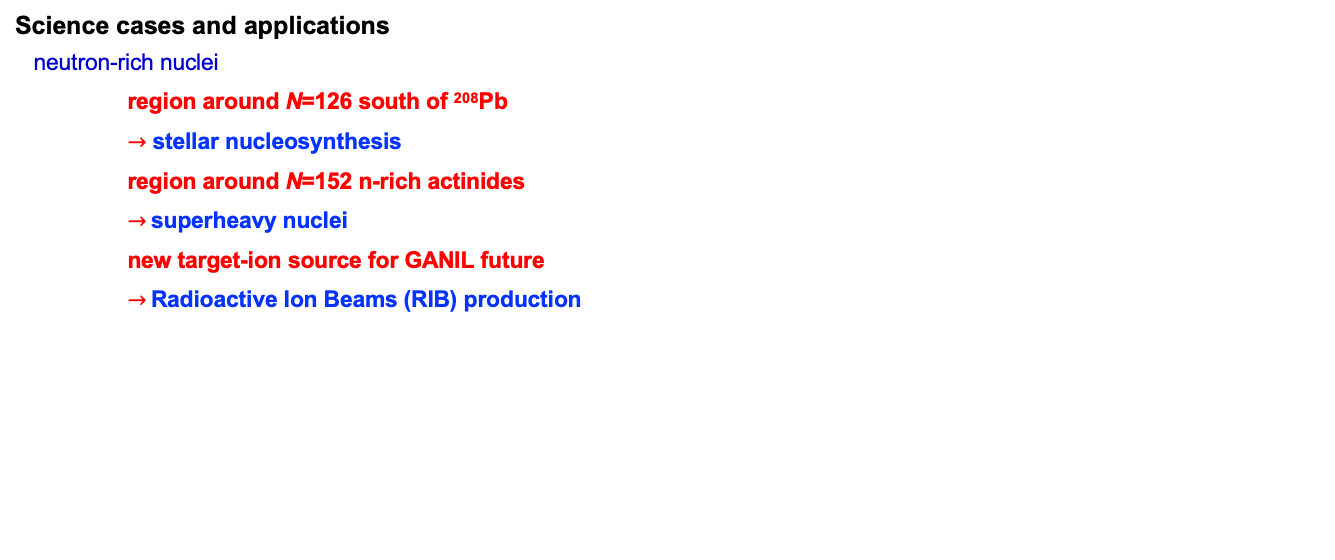 Science cases and applications
neutron-rich nuclei
region around N=126 south of ²⁰⁸Pb
→ stellar nucleosynthesis
region around N=152 n-rich actinides
→ superheavy nuclei
new target-ion source for GANIL future
→ Radioactive Ion Beams (RIB) production